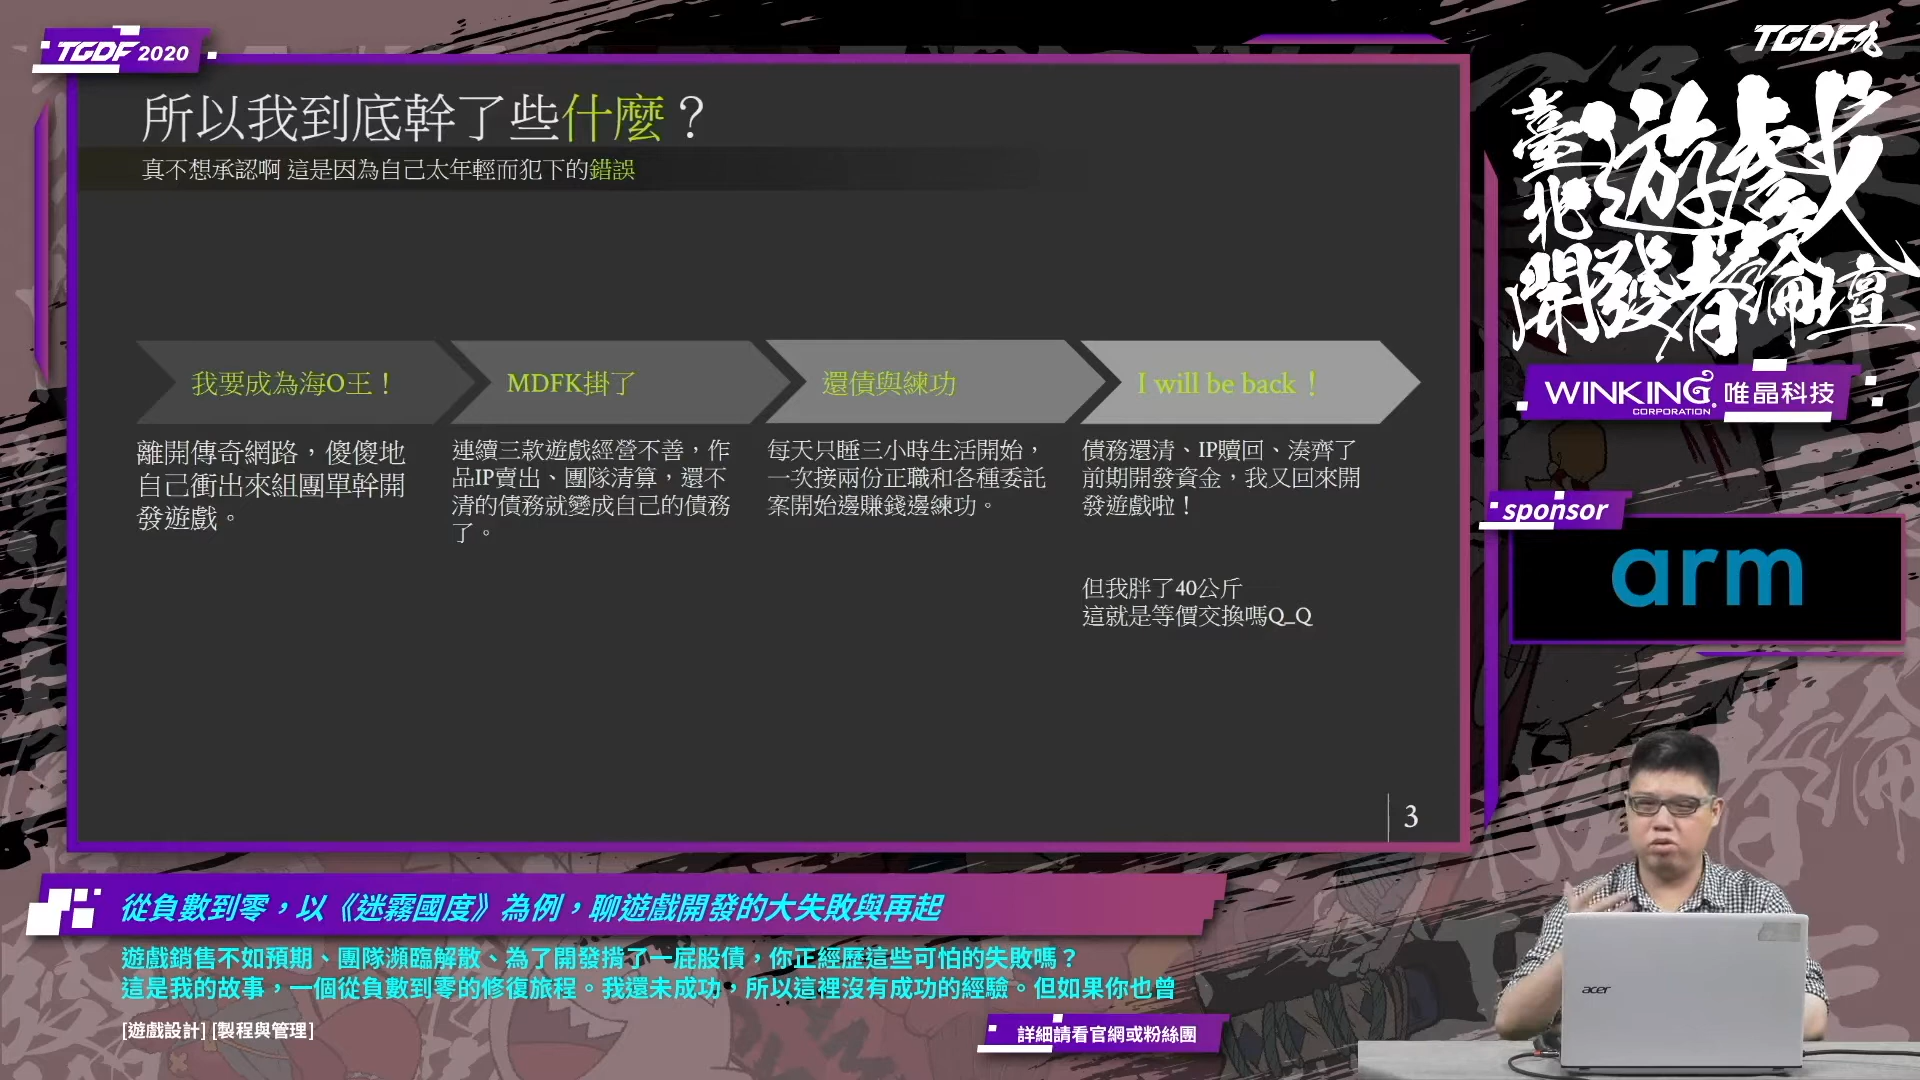 TGDF 2020
TGDF九
臺北遊戲開發者論壇
所以我到底幹了些什麼？
真不想承認啊 這是因為自己太年輕而犯下的錯誤
我要成為海O王！
離開傳奇網路，傻傻地
自己衝出來組團單幹開
發遊戲。
MDFK掛了
連續三款遊戲經營不善，作
品IP賣出、團隊清算，還不
清的債務就變成自己的債務
了。
還債與練功
每天只睡三小時生活開始，
一次接兩份正職和各種委託
案開始邊賺錢邊練功。
I will be back！
債務還清、IP贖回、湊齊了
前期開發資金，我又回來開
發遊戲啦！
但我胖了40公斤
這就是等價交換嗎Q_Q
3
WINKING 唯晶科技
CORPORATION
sponsor
arm
從負數到零，以《迷霧國度》為例，聊遊戲開發的大失敗與再起
遊戲銷售不如預期、團隊瀕臨解散、為了開發揹了一屁股債，你正經歷這些可怕的失敗嗎？
這是我的故事，一個從負數到零的修復旅程。我還未成功，所以這裡沒有成功的經驗。但如果你也曾
[遊戲設計] [製程與管理]
詳細請看官網或粉絲團
acer